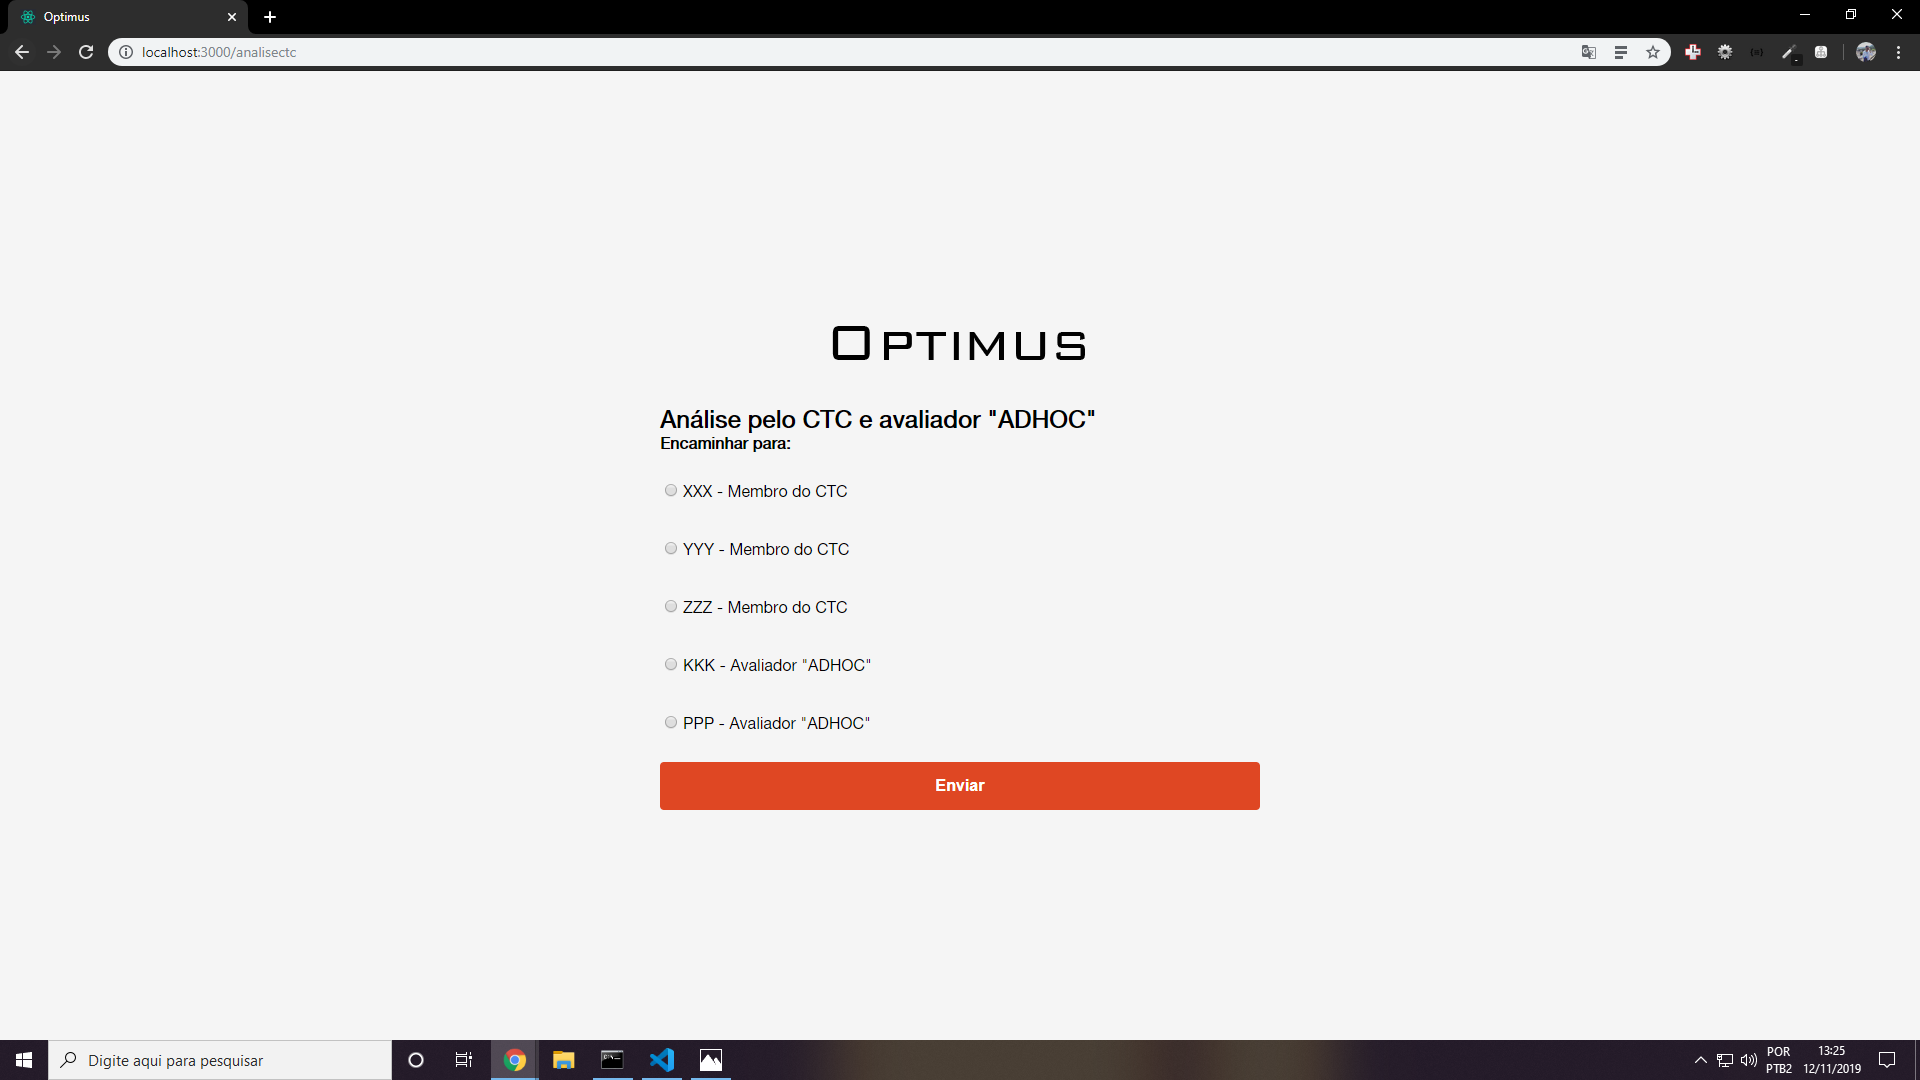 Optimus
localhost:3000/analisectc
OPTIMUS
Análise pelo CTC e avaliador "ADHOC"
Encaminhar para:
XXX - Membro do CTC
YYY - Membro do CTC
ZZZ - Membro do CTC
KKK - Avaliador "ADHOC"
PPP - Avaliador "ADHOC"
Enviar
Digite aqui para pesquisar
POR
PTB2
13:25
12/11/2019